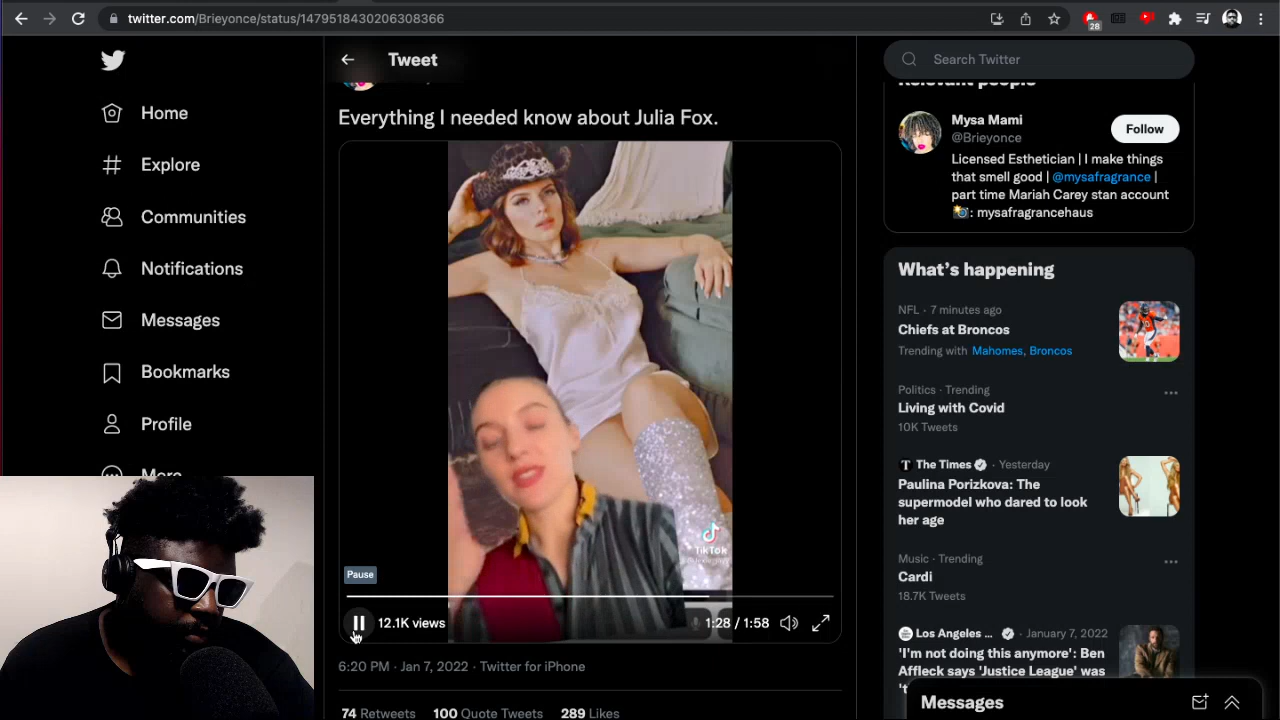 twitter.com/Brieyonce/status/1479518430206308366
28
Home
Explore
Communities
Notifications
Messages
Bookmarks
Profile
More
Tweet
Everything I needed know about Julia Fox.
TikTok
Pause
12.1K views
1:28 / 1:58
6:20 PM · Jan 7, 2022 · Twitter for iPhone
74 Retweets 100 Quote Tweets 289 Likes
Search Twitter
Relevant people
Mysa Mami
@Brieyonce
Follow
Licensed Esthetician | I make things
that smell good | @mysafragrance |
part time Mariah Carey stan account
📸: mysafragrancehaus
What's happening
NFL · 7 minutes ago
Chiefs at Broncos
Trending with Mahomes, Broncos
Politics · Trending
Living with Covid
10K Tweets
The Times · Yesterday
Paulina Porizkova: The
supermodel who dared to look
her age
Music · Trending
Cardi
18.7K Tweets
Los Angeles ... · January 7, 2022
'I'm not doing this anymore': Ben
Affleck says 'Justice League' was
Messages